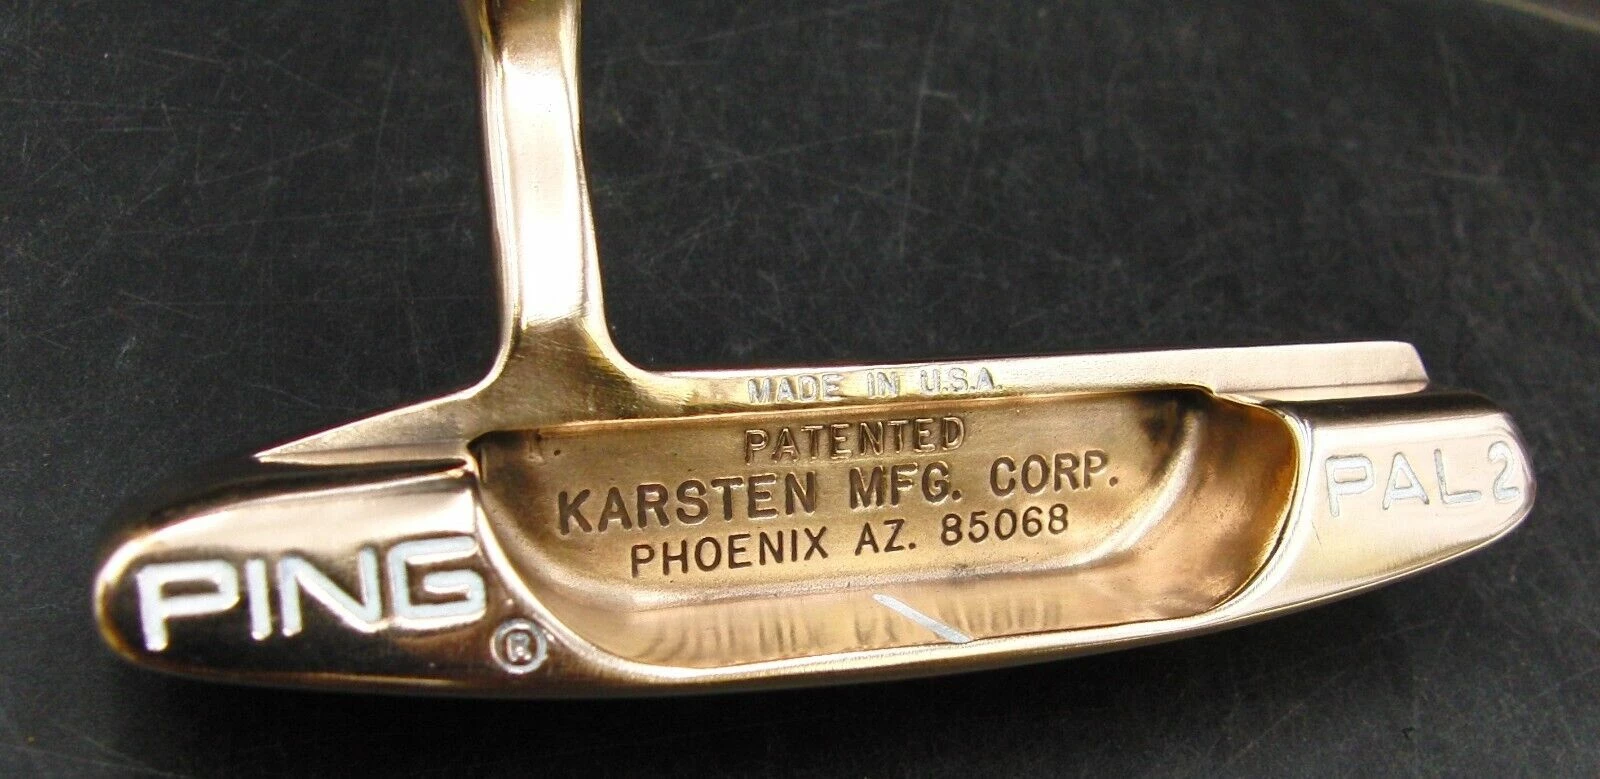 MADE IN U.S.A.
PATENTED
KARSTEN MFG. CORP.
PHOENIX AZ. 85068
PING
®
PAL 2